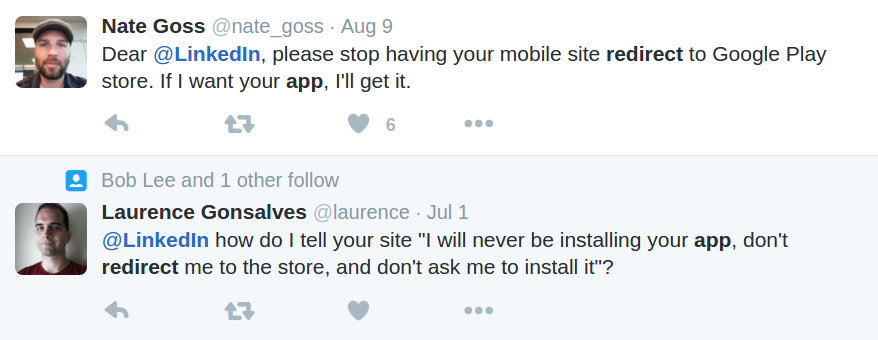 Nate Goss @nate_goss · Aug 9
Dear @LinkedIn, please stop having your mobile site redirect to Google Play
store. If I want your app, I'll get it.
6
Bob Lee and 1 other follow
Laurence Gonsalves @laurence · Jul 1
@LinkedIn how do I tell your site "I will never be installing your app, don't
redirect me to the store, and don't ask me to install it"?